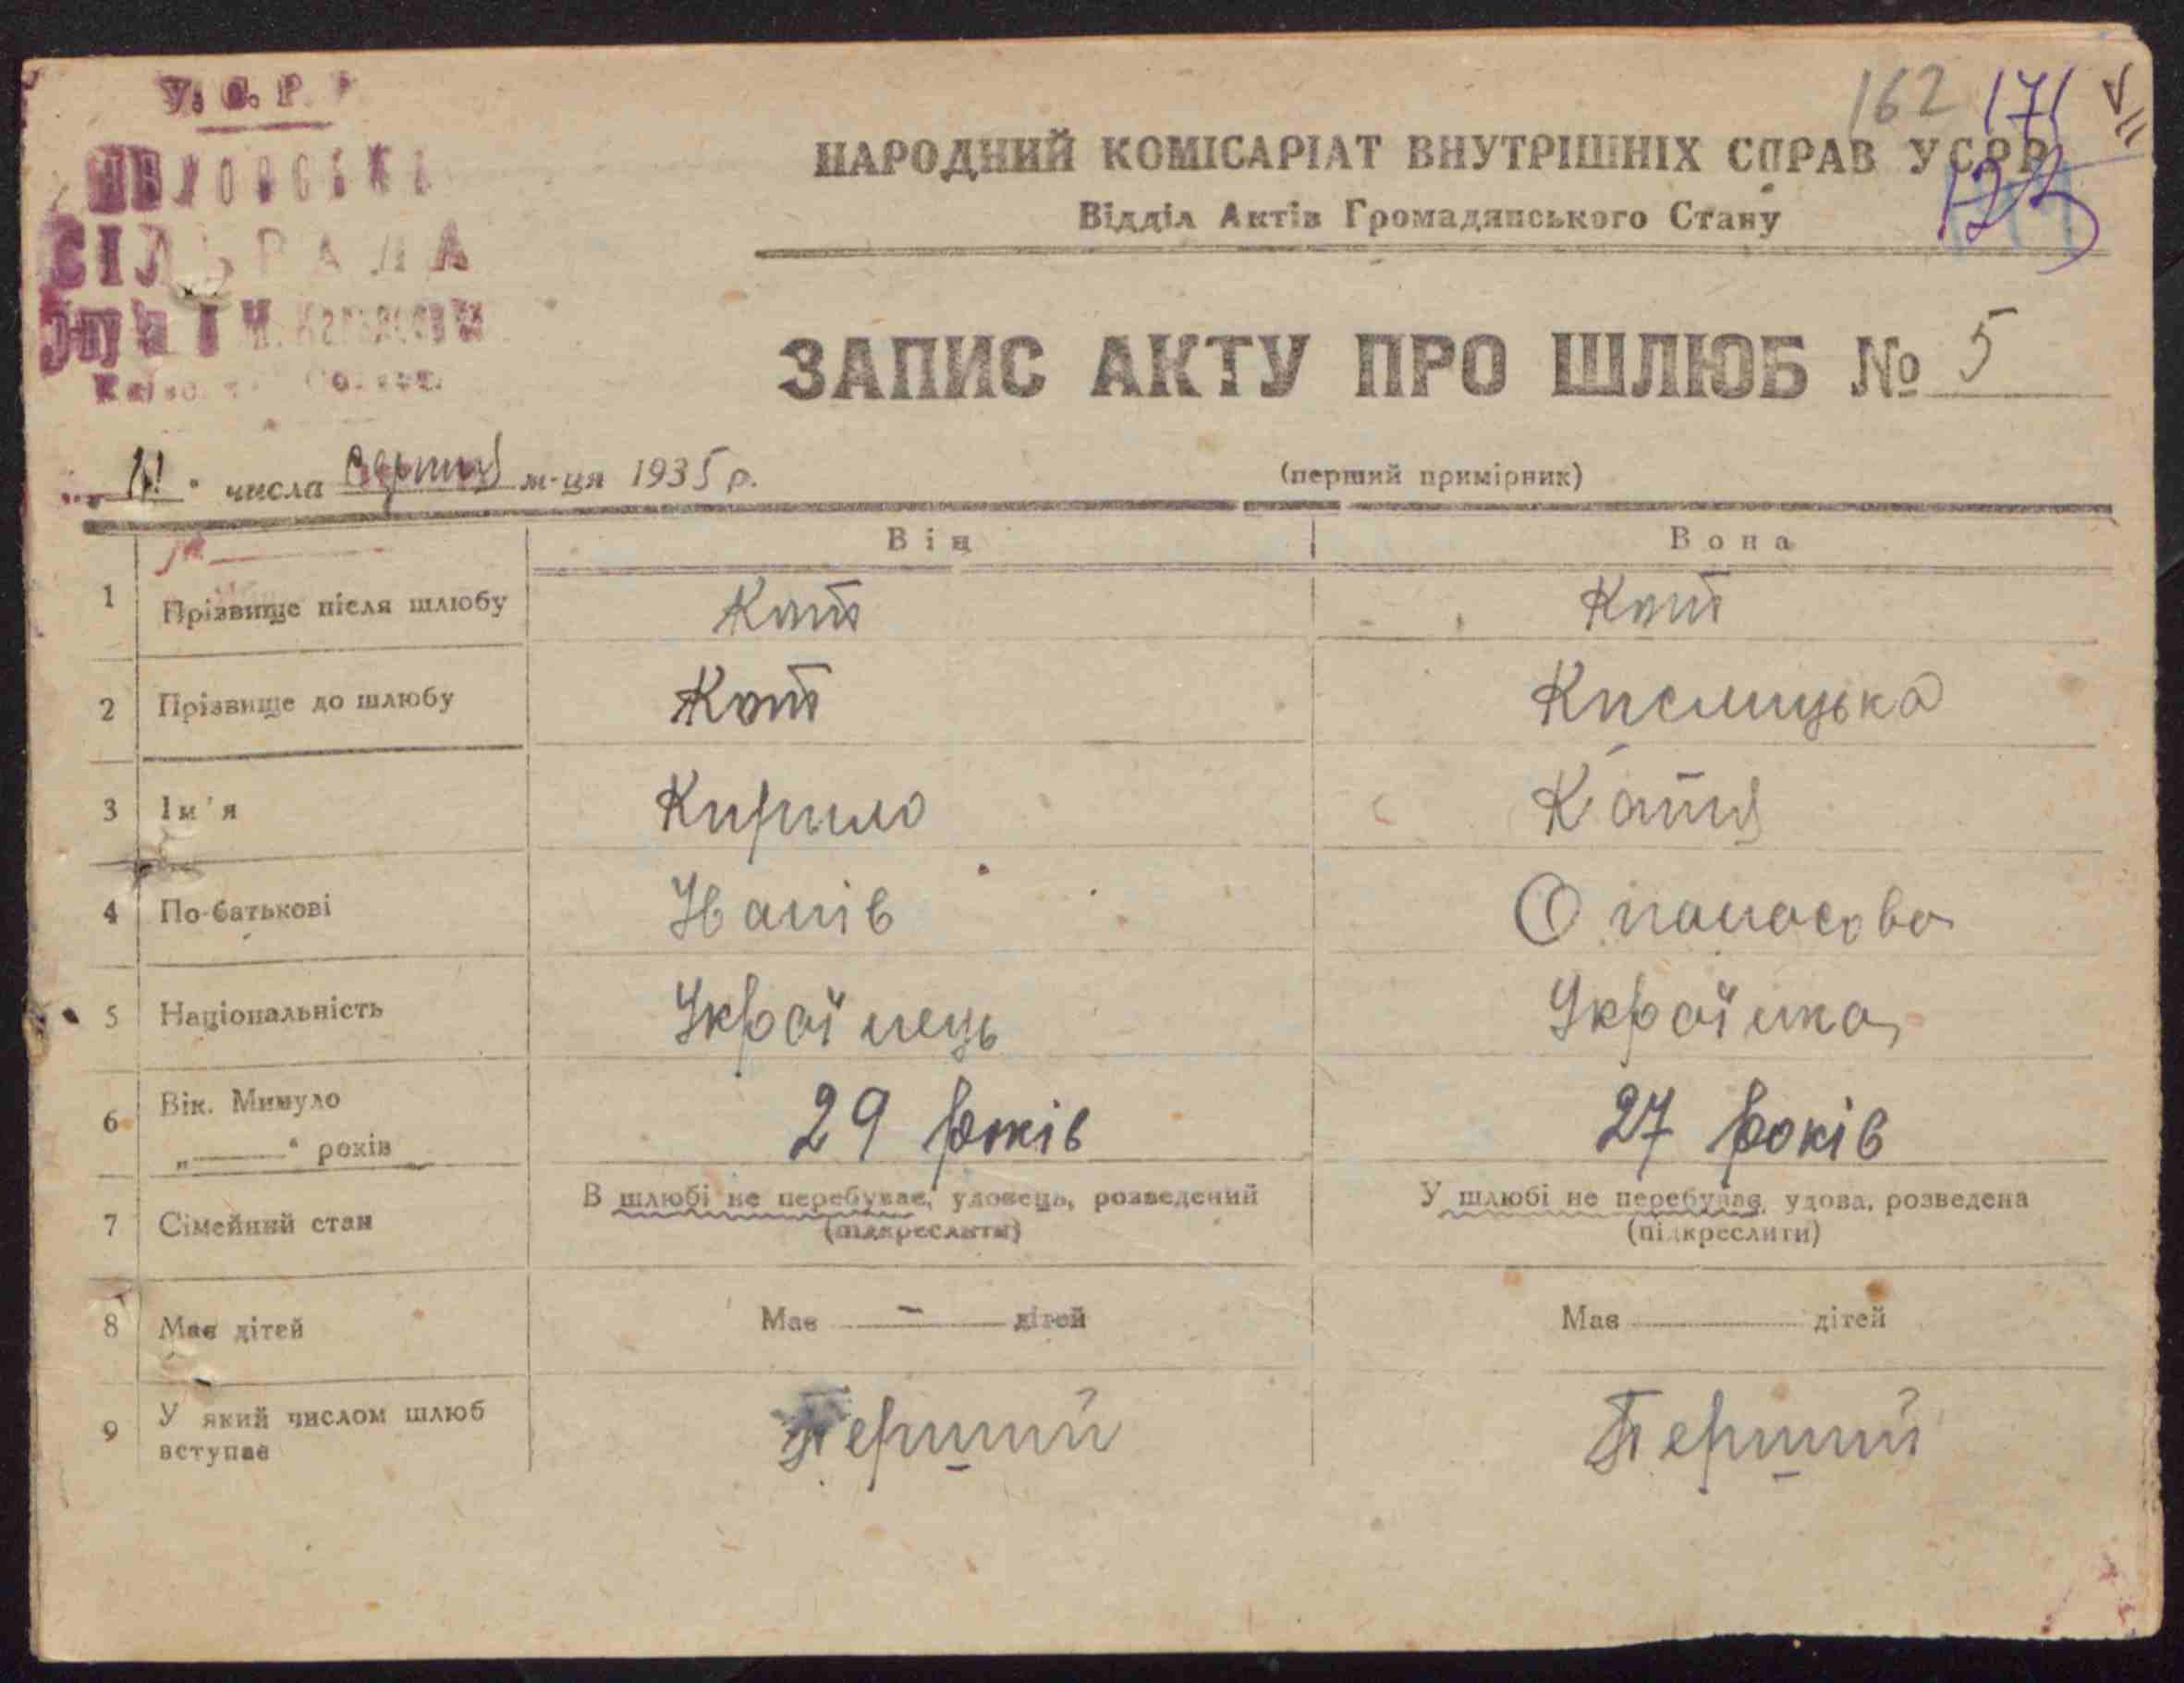 У. С. Р. Р.
СІЛЬРАДА
162 171
НАРОДНИЙ КОМІСАРІАТ ВНУТРІШНІХ СПРАВ УСРР
Відділ Актів Громадянського Стану
ЗАПИС АКТУ ПРО ШЛЮБ № 5
числа серпня м-ця 1935 р.
(перший примірник)
Він Вона
1 Прізвище після шлюбу Кот Кот
2 Прізвище до шлюбу Кот Кислицька
3 Ім'я Кирило Катя
4 По-батькові Іванів Опанасова
5 Національність Українець Українка
6 Вік. Минуло
„ “ років 29 років 27 років
7 Сімейний стан В шлюбі не перебуває, удовець, розведений У шлюбі не перебуває, удова, розведена
(підкреслити) (підкреслити)
8 Має дітей Має - дітей Має дітей
9 У який числом шлюб
вступає Перший Перший